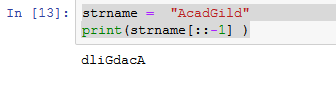 In [13]: strname =  "AcadGild"
print(strname[::-1] )
dliGdacA